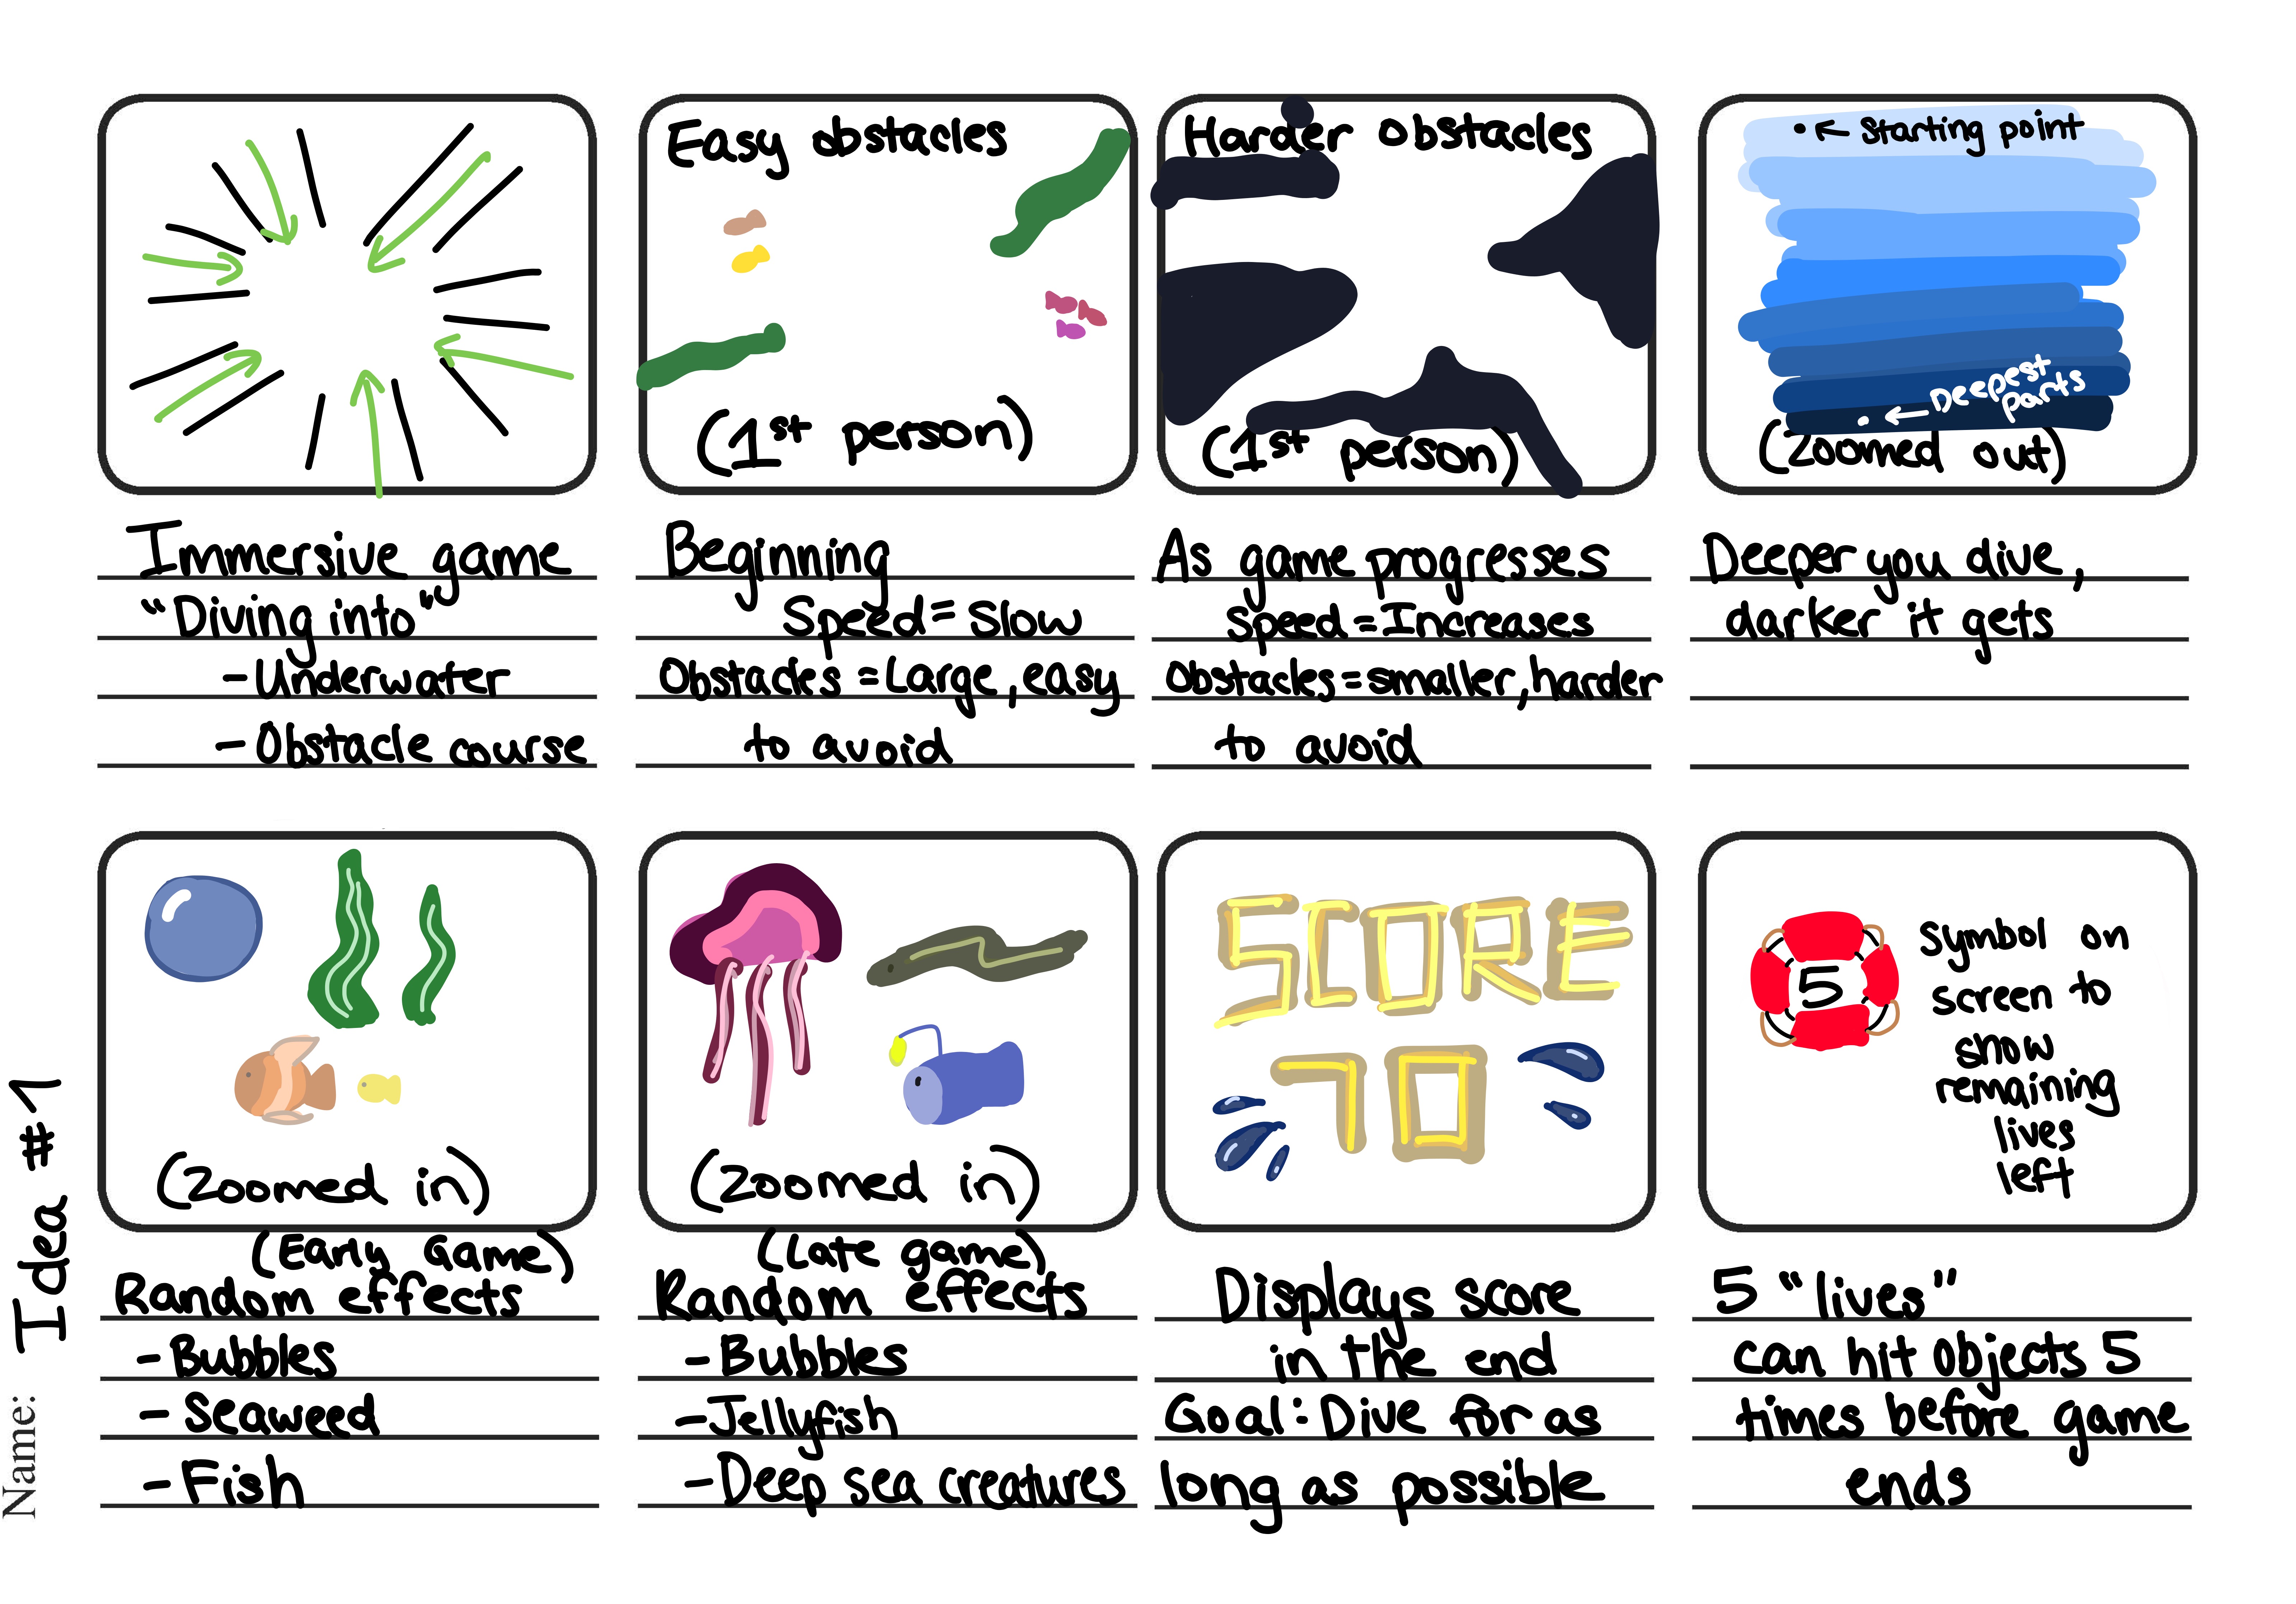 Immersive game
"Diving into"
- Underwater
- Obstacle course
Easy obstacles
(1st person)
Beginning
Speed = Slow
Obstacles = Large, easy
to avoid
Harder obstacles
(1st person)
As game progresses
Speed = Increases
Obstacles = smaller, harder
to avoid
starting point
Deepest
parts
(Zoomed out)
Deeper you dive,
darker it gets
(Zoomed in)
(Early Game)
Random effects
- Bubbles
- Seaweed
- Fish
(Zoomed in)
(Late game)
Random effects
- Bubbles
- Jellyfish
- Deep sea creatures
SCORE
70
Displays score
in the end
Goal: Dive for as
long as possible
5
Symbol on
screen to
show
remaining
lives
left
5 "lives"
can hit objects 5
times before game
ends
Name: Idea #1